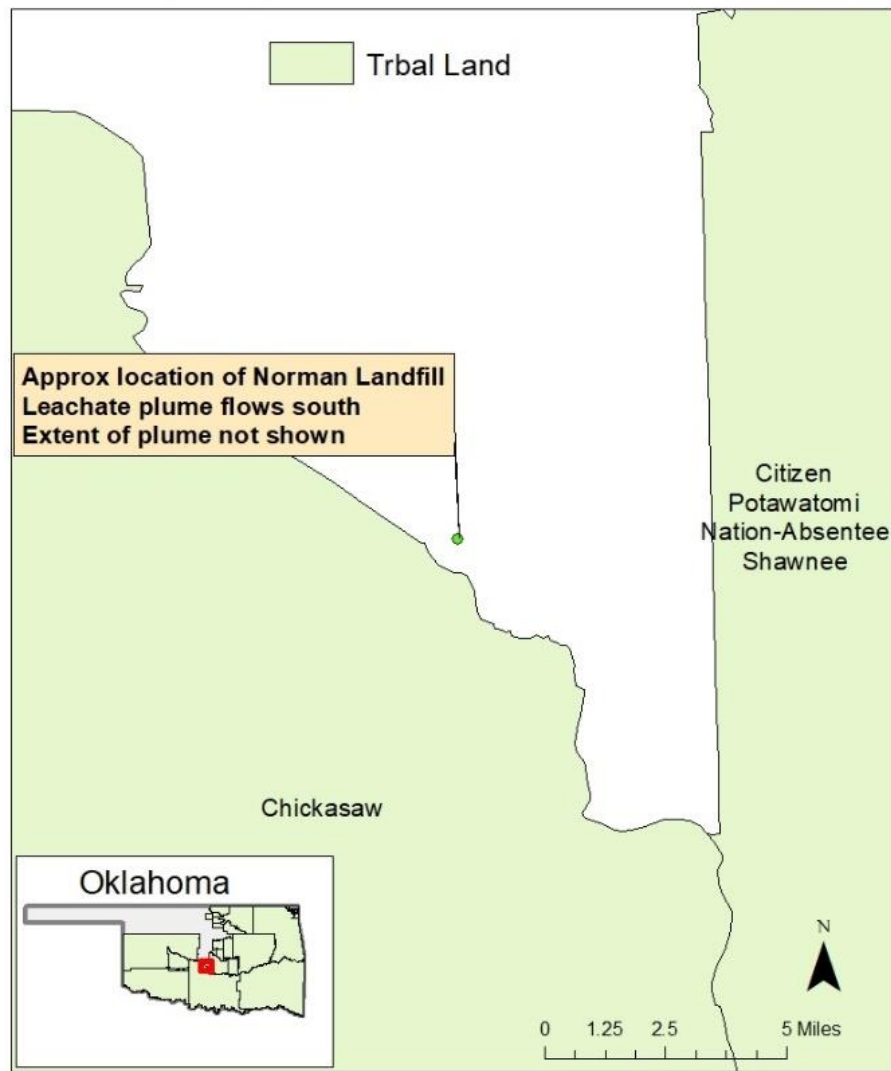 Trbal Land
Approx location of Norman Landfill
Leachate plume flows south
Extent of plume not shown
Citizen
Potawatomi
Nation-Absentee
Shawnee
Chickasaw
Oklahoma
N
0 1.25 2.5 5 Miles